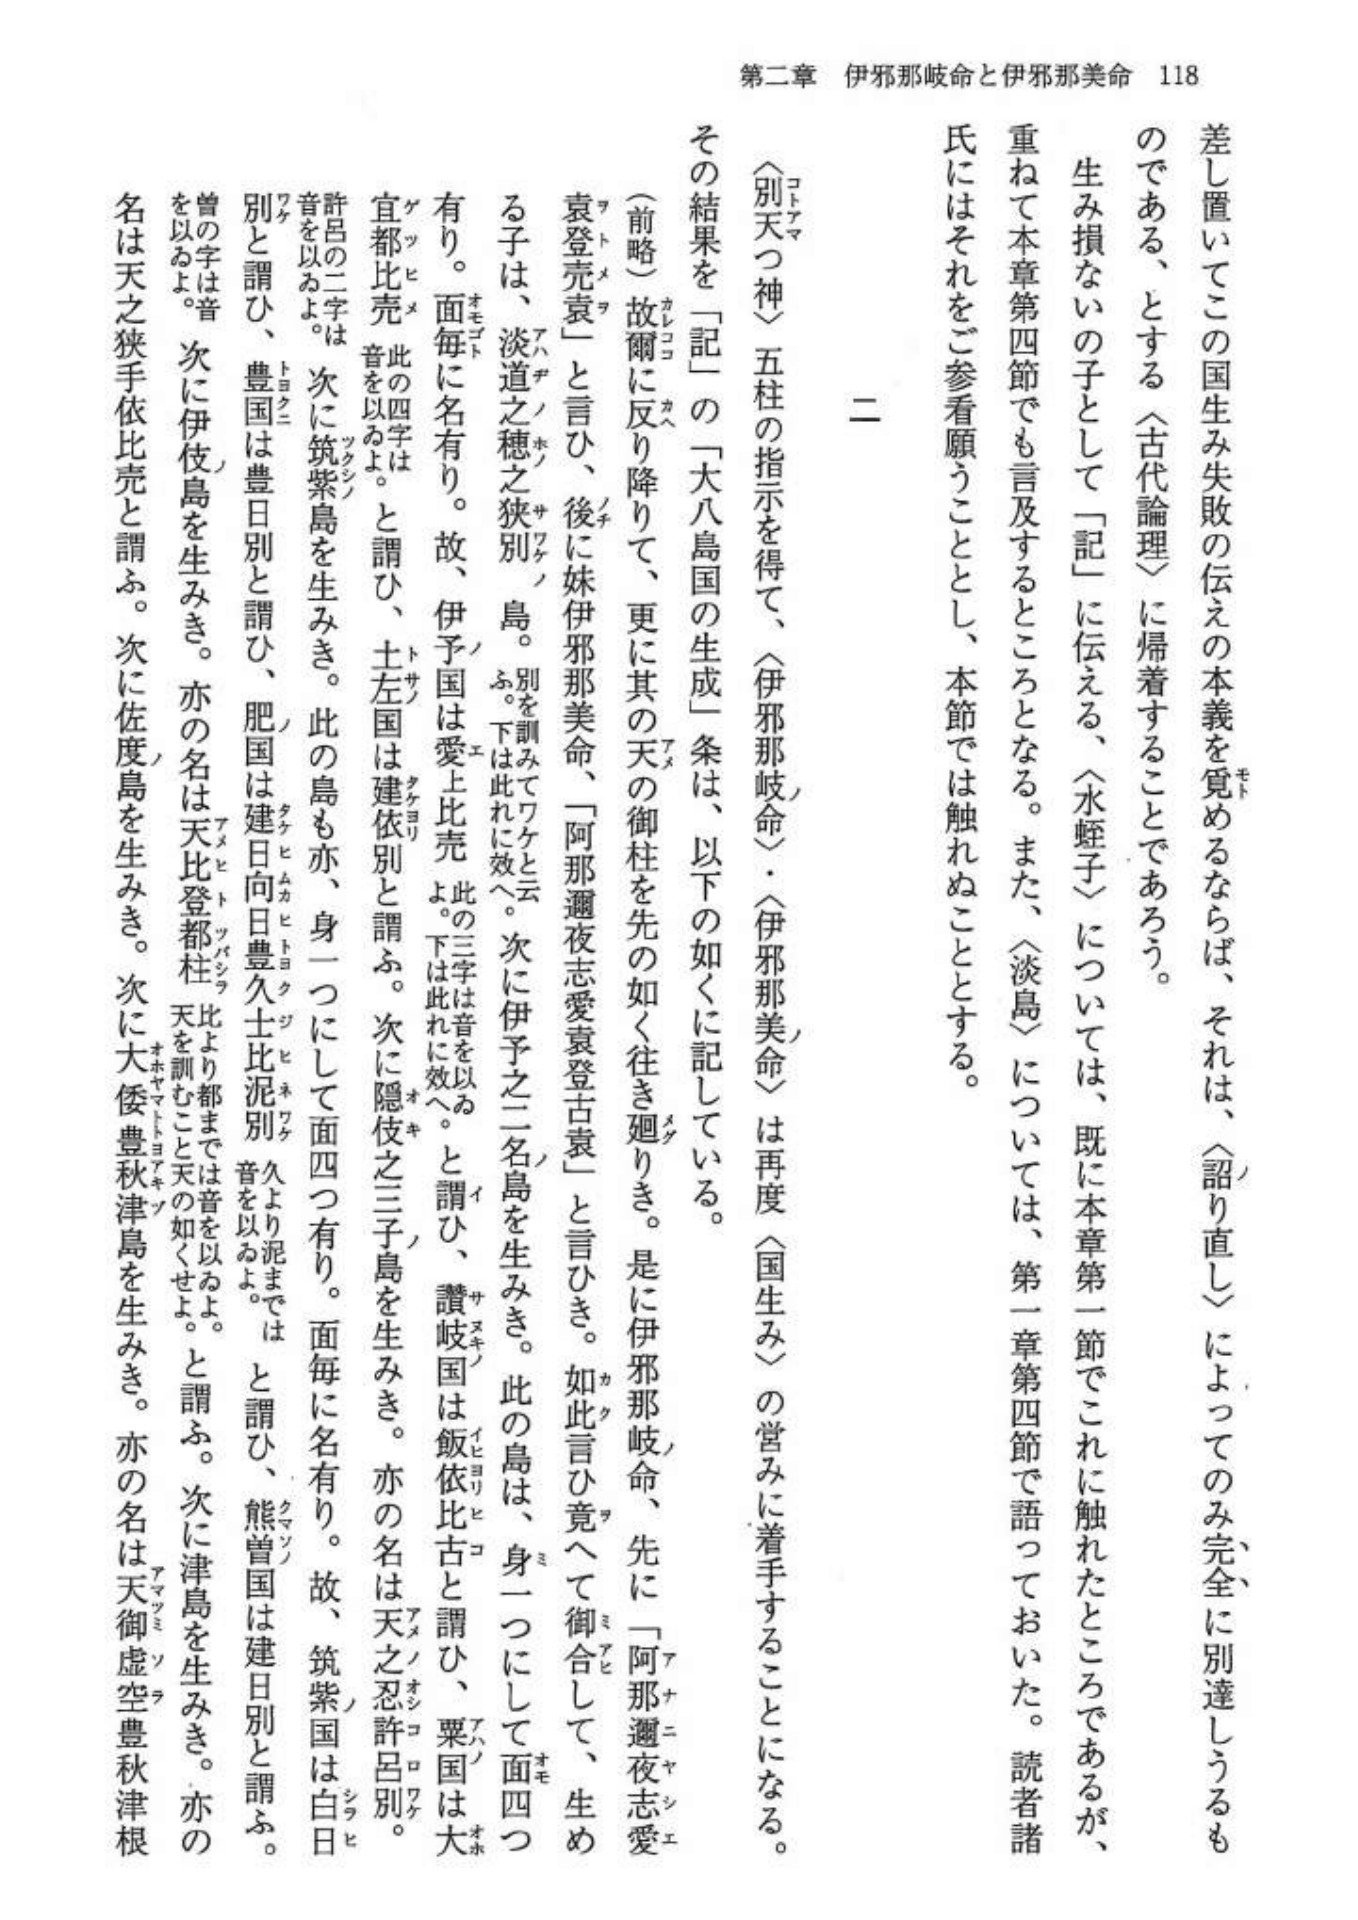 第二章　伊邪那岐命と伊邪那美命　118
差し置いてこの国生み失敗の伝えの本義を覓めるならば、それは、〈詔り直し〉によってのみ完全に別達しうるも
のである、とする〈古代論理〉に帰着することであろう。
生み損ないの子として「記」に伝える、〈水蛭子〉については、既に本章第一節でこれに触れたところであるが、
重ねて本章第四節でも言及するところとなる。また、〈淡島〉については、第一章第四節で語っておいた。読者諸
氏にはそれをご参看願うこととし、本節では触れぬこととする。
二
〈別天つ神〉五柱の指示を得て、〈伊邪那岐命〉・〈伊邪那美命〉は再度〈国生み〉の営みに着手することになる。
その結果を「記」の「大八島国の生成」条は、以下の如くに記している。
（前略）故爾に反り降りて、更に其の天の御柱を先の如く往き廻りき。是に伊邪那岐命、先に「阿那邇夜志愛
袁登売袁」と言ひ、後に妹伊邪那美命、「阿那邇夜志愛袁登古袁」と言ひき。如此言ひ竟へて御合して、生め
る子は、淡道之穂之狭別島。別を訓みてワケと云ふ。下は此れに效へ。次に伊予之二名島を生みき。此の島は、身一つにして面四つ
有り。面毎に名有り。故、伊予国は愛上比売此の三字は音を以ゐよ。下は此れに效へ。と謂ひ、讃岐国は飯依比古と謂ひ、粟国は大
宜都比売此の四字は音を以ゐよ。と謂ひ、土左国は建依別と謂ふ。次に隠伎之三子島を生みき。亦の名は天之忍許呂別。
許呂の二字は音を以ゐよ。次に筑紫島を生みき。此の島も亦、身一つにして面四つ有り。面毎に名有り。故、筑紫国は白日
別と謂ひ、豊国は豊日別と謂ひ、肥国は建日向日豊久士比泥別久より泥までは音を以ゐよ。と謂ひ、熊曽国は建日別と謂ふ。
曽の字は音を以ゐよ。次に伊伎島を生みき。亦の名は天比登都柱比より都までは音を以ゐよ。天を訓むこと天の如くせよ。と謂ふ。次に津島を生みき。亦の
名は天之狭手依比売と謂ふ。次に佐度島を生みき。次に大倭豊秋津島を生みき。亦の名は天御虚空豊秋津根